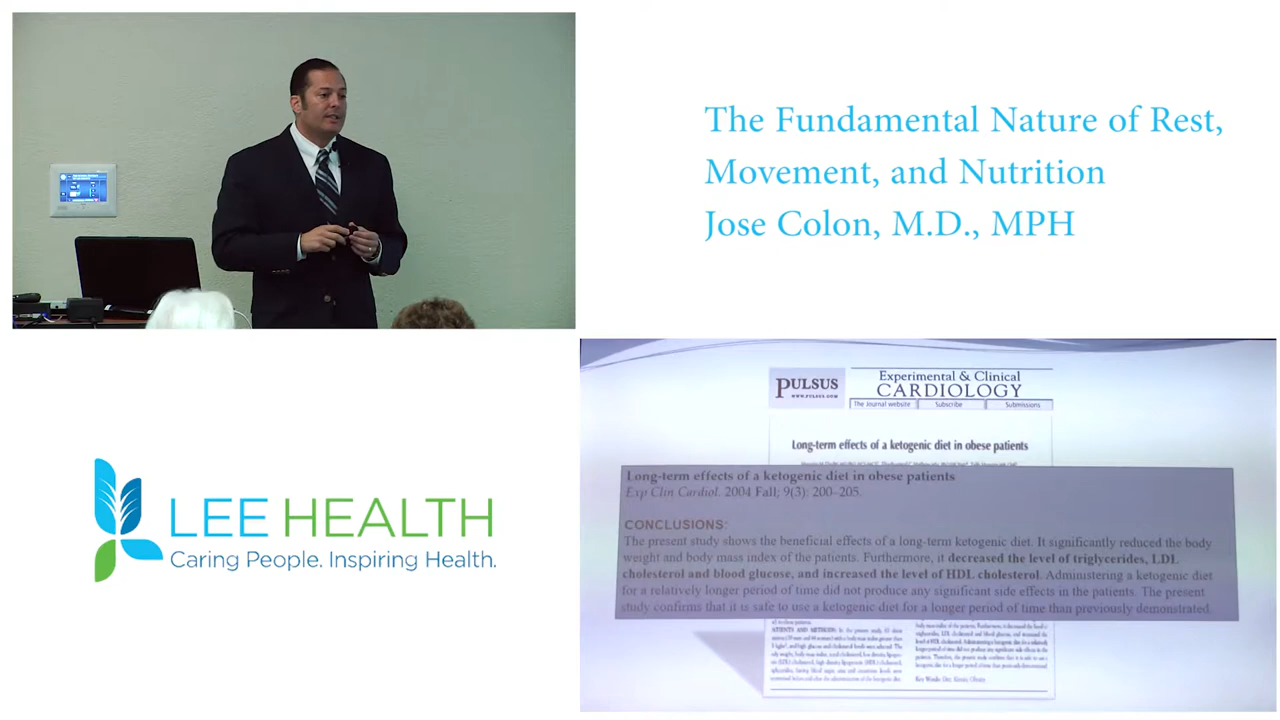 The Fundamental Nature of Rest,
Movement, and Nutrition
Jose Colon, M.D., MPH
LEE HEALTH
Caring People. Inspiring Health.
PULSUS
WWW.PULSUS.COM
Experimental & Clinical
CARDIOLOGY
The Journal website
Subscribe
Submissions
Long-term effects of a ketogenic diet in obese patients
Long-term effects of a ketogenic diet in obese patients
Exp Clin Cardiol. 2004 Fall; 9(3): 200–205.
CONCLUSIONS:
The present study shows the beneficial effects of a long-term ketogenic diet. It significantly reduced the body
weight and body mass index of the patients. Furthermore, it decreased the level of triglycerides, LDL
cholesterol and blood glucose, and increased the level of HDL cholesterol. Administering a ketogenic diet
for a relatively longer period of time did not produce any significant side effects in the patients. The present
study confirms that it is safe to use a ketogenic diet for a longer period of time than previously demonstrated.